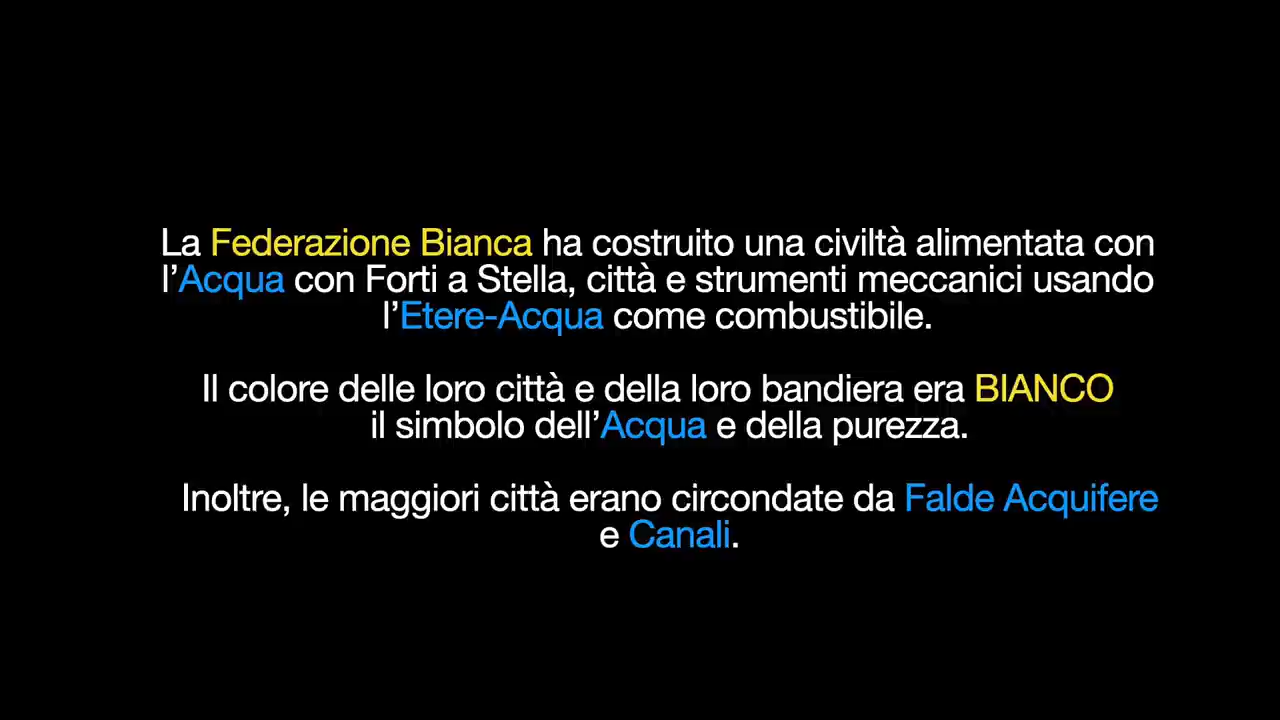 La Federazione Bianca ha costruito una civiltà alimentata con
l’Acqua con Forti a Stella, città e strumenti meccanici usando
l’Etere-Acqua come combustibile.
Il colore delle loro città e della loro bandiera era BIANCO
il simbolo dell’Acqua e della purezza.
Inoltre, le maggiori città erano circondate da Falde Acquifere
e Canali.